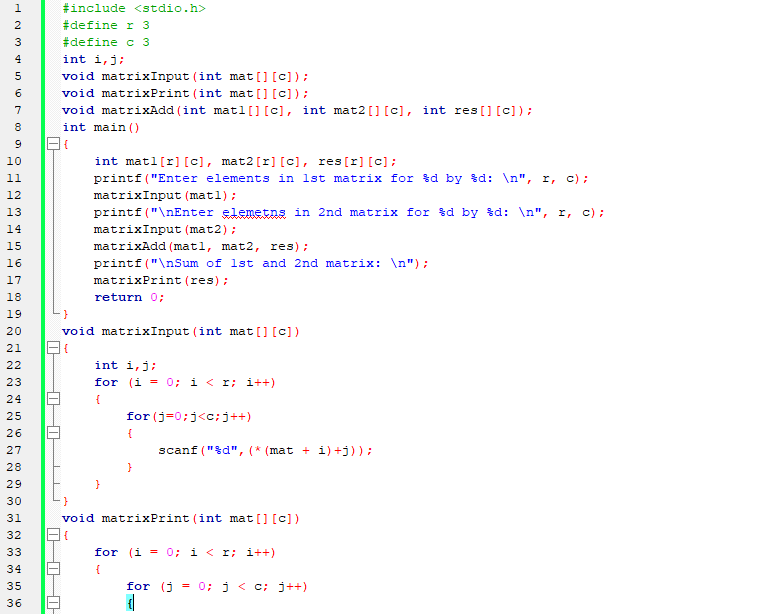 1 #include <stdio.h>
2 #define r 3
3 #define c 3
4 int i,j;
5 void matrixInput(int mat[][c]);
6 void matrixPrint(int mat[][c]);
7 void matrixAdd(int mat1[][c], int mat2[][c], int res[][c]);
8 int main()
9 {
10 int mat1[r][c], mat2[r][c], res[r][c];
11 printf("Enter elements in 1st matrix for %d by %d: \n", r, c);
12 matrixInput(mat1);
13 printf("\nEnter elemetns in 2nd matrix for %d by %d: \n", r, c);
14 matrixInput(mat2);
15 matrixAdd(mat1, mat2, res);
16 printf("\nSum of 1st and 2nd matrix: \n");
17 matrixPrint(res);
18 return 0;
19 }
20 void matrixInput(int mat[][c])
21 {
22 int i,j;
23 for (i = 0; i < r; i++)
24 {
25 for(j=0;j<c;j++)
26 {
27 scanf("%d",(*(mat + i)+j));
28 }
29 }
30 }
31 void matrixPrint(int mat[][c])
32 {
33 for (i = 0; i < r; i++)
34 {
35 for (j = 0; j < c; j++)
36 {